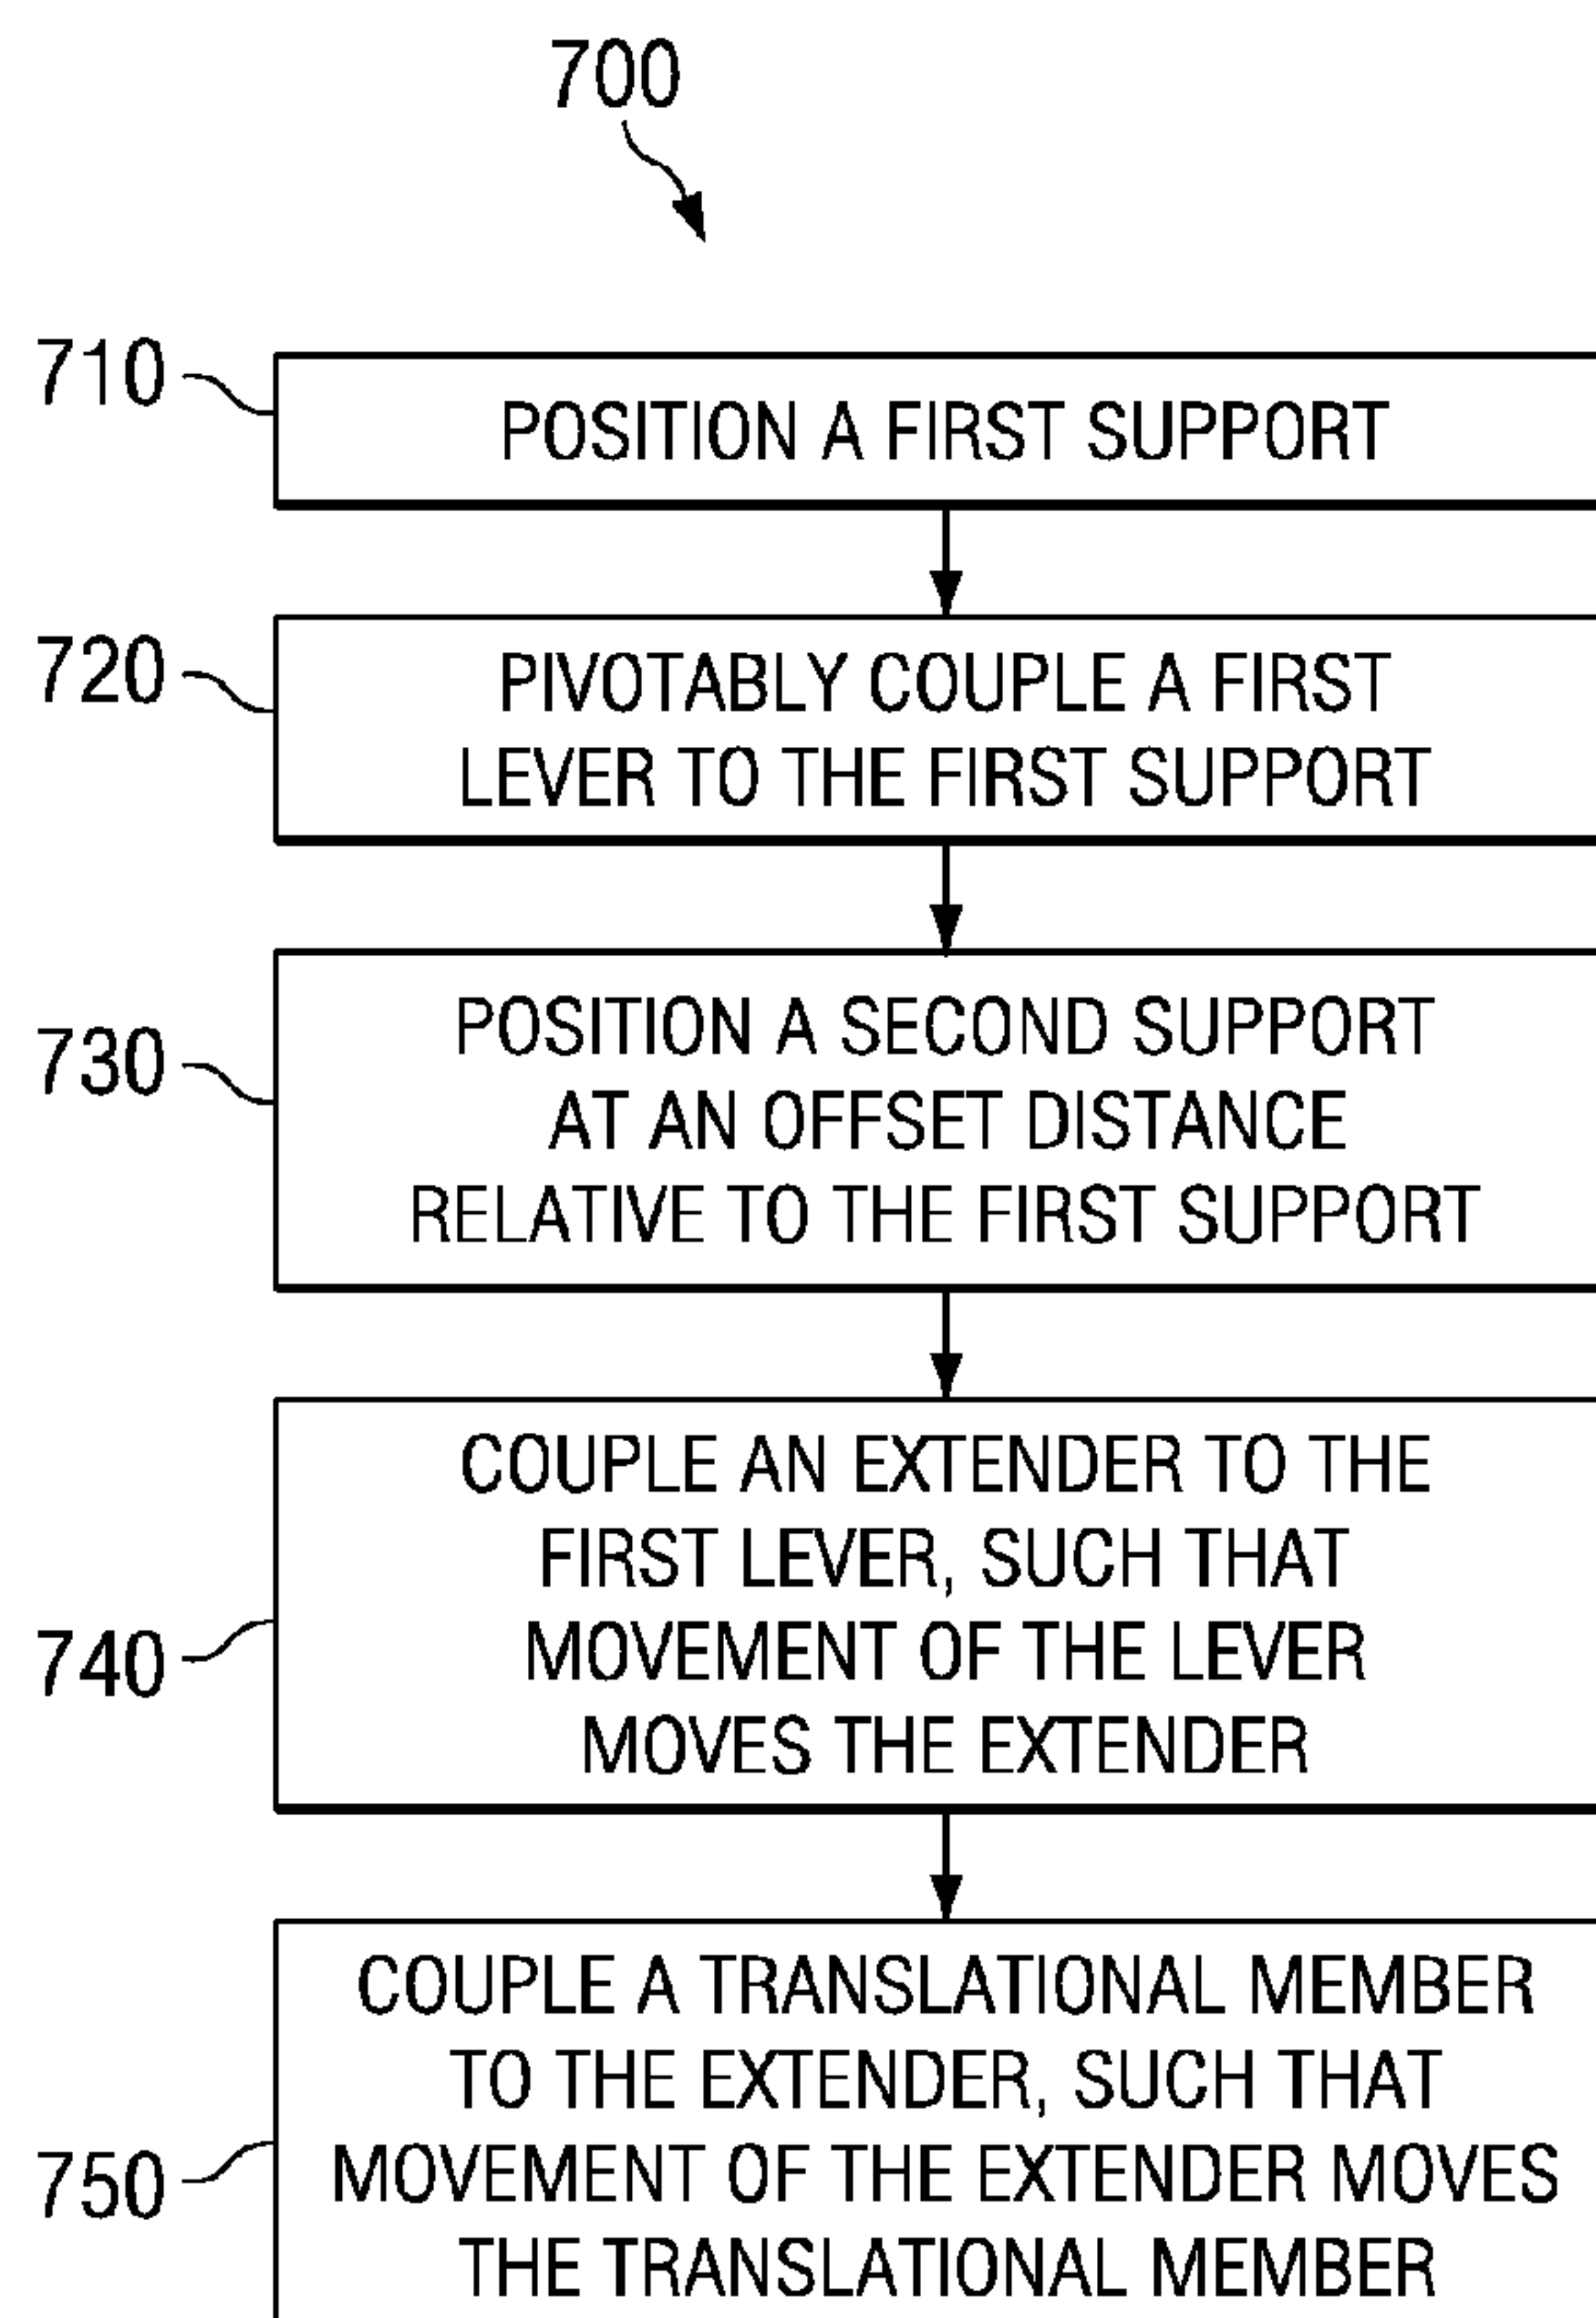 700
710
POSITION A FIRST SUPPORT
720
PIVOTABLY COUPLE A FIRST
LEVER TO THE FIRST SUPPORT
730
POSITION A SECOND SUPPORT
AT AN OFFSET DISTANCE
RELATIVE TO THE FIRST SUPPORT
740
COUPLE AN EXTENDER TO THE
FIRST LEVER, SUCH THAT
MOVEMENT OF THE LEVER
MOVES THE EXTENDER
750
COUPLE A TRANSLATIONAL MEMBER
TO THE EXTENDER, SUCH THAT
MOVEMENT OF THE EXTENDER MOVES
THE TRANSLATIONAL MEMBER